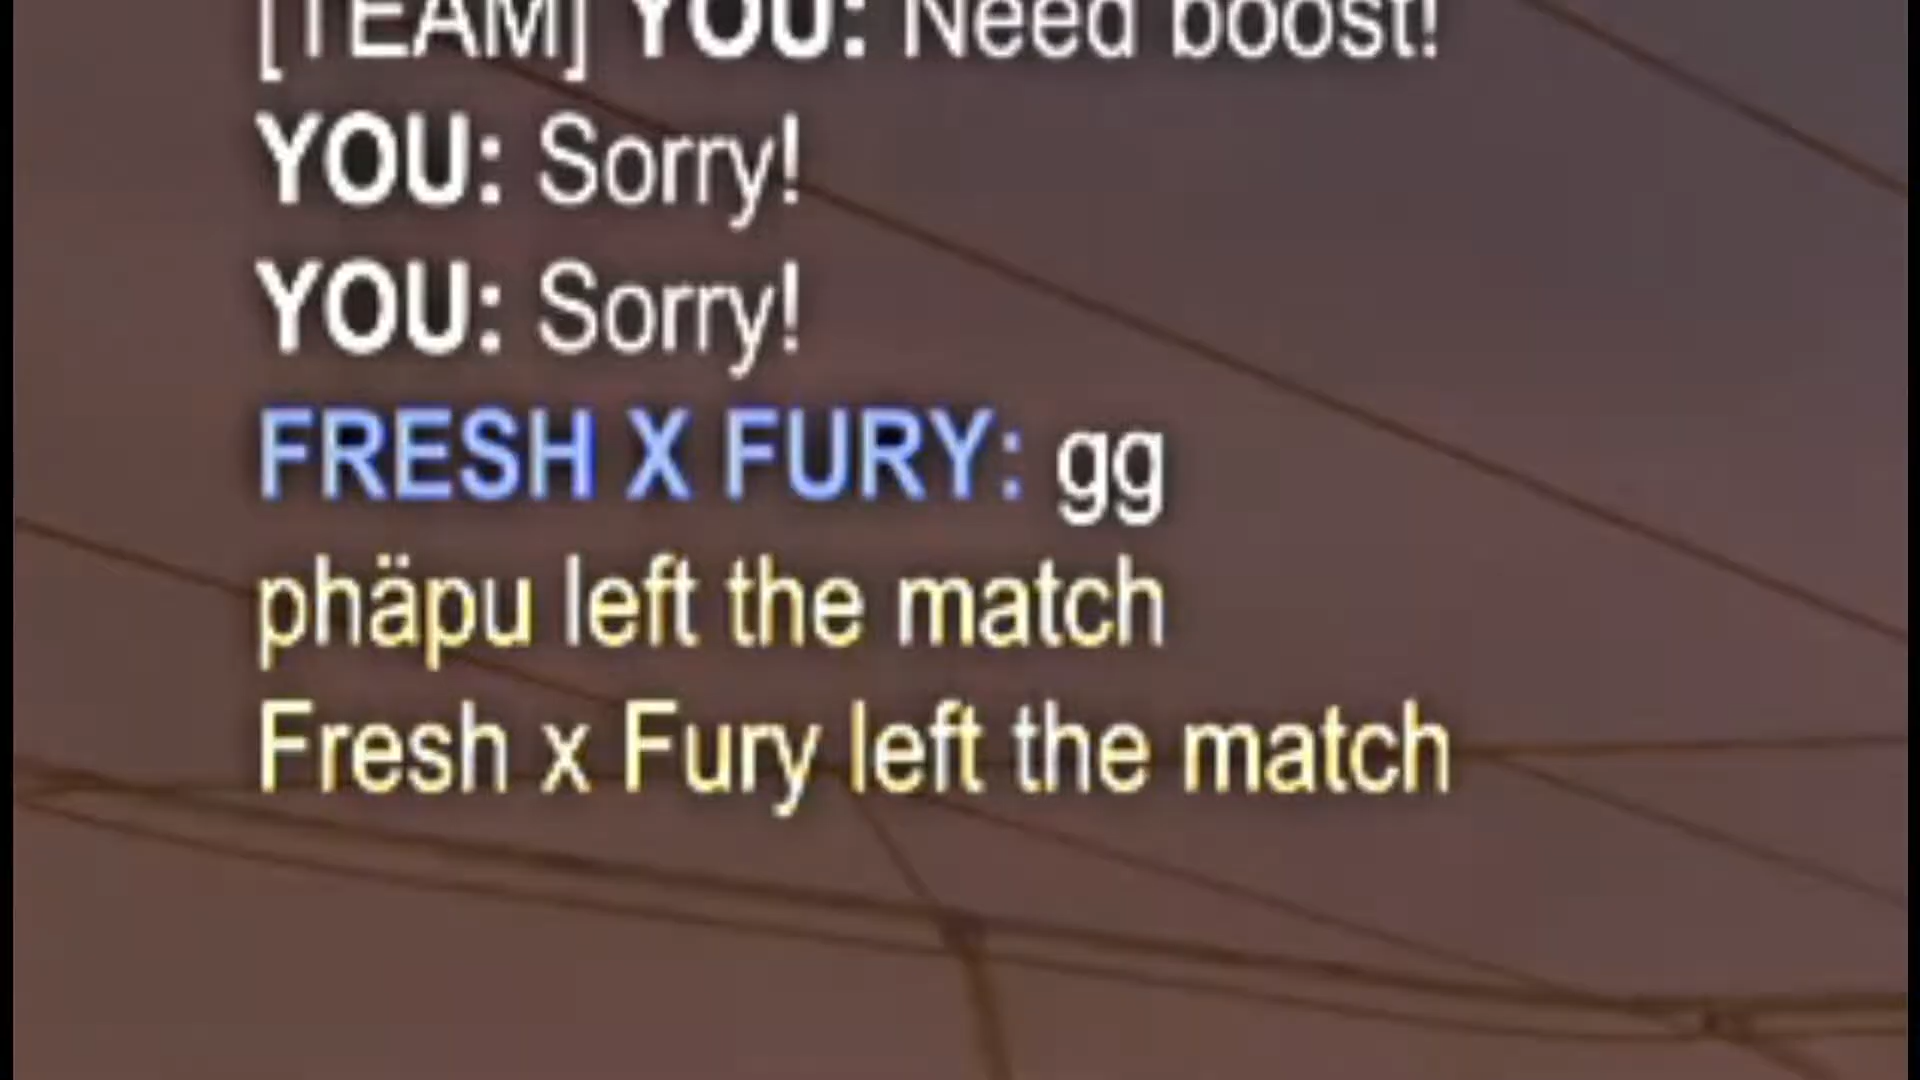 [TEAM] YOU: Need boost!
YOU: Sorry!
YOU: Sorry!
FRESH X FURY: gg
phäpu left the match
Fresh x Fury left the match